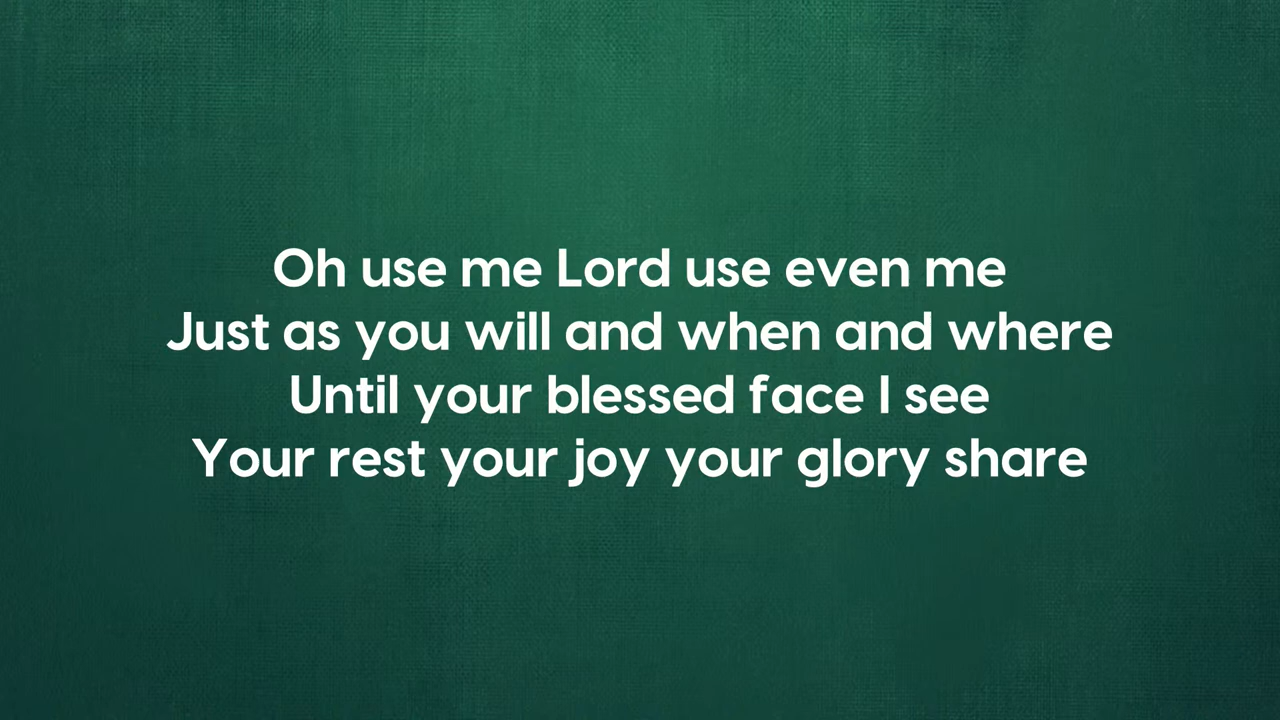 Oh use me Lord use even me
Just as you will and when and where
Until your blessed face I see
Your rest your joy your glory share